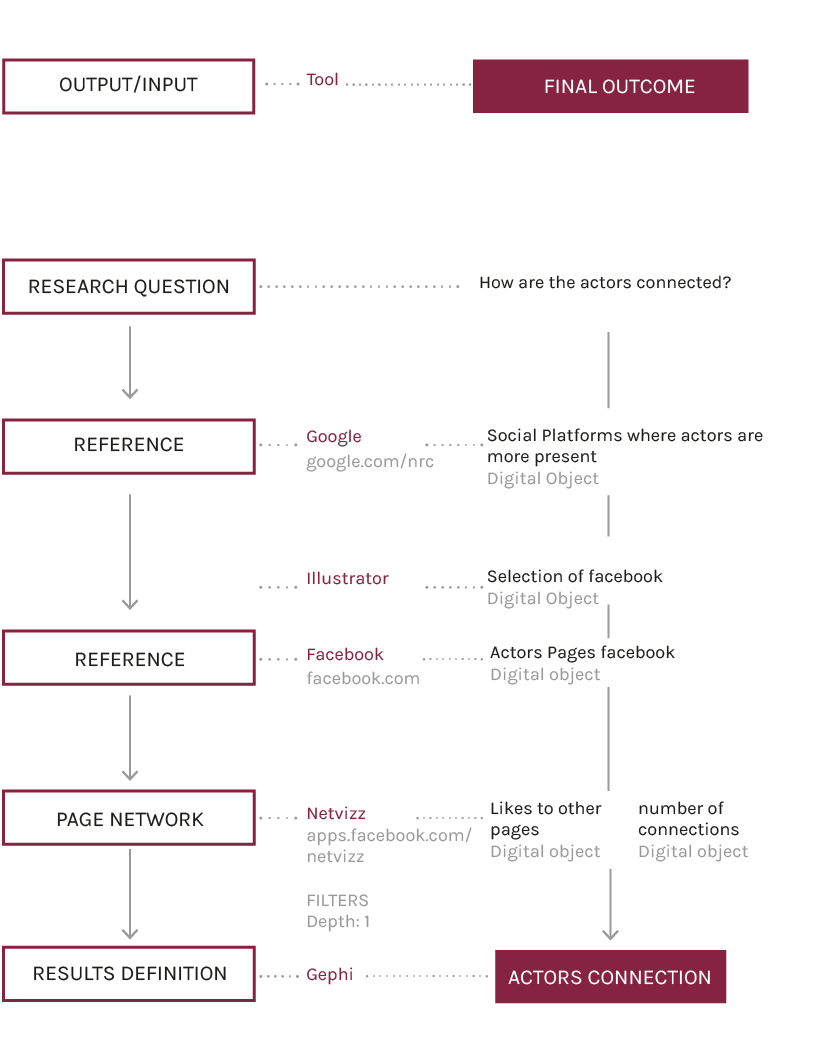 OUTPUT/INPUT
Tool
FINAL OUTCOME
RESEARCH QUESTION
How are the actors connected?
REFERENCE
Google
google.com/nrc
Social Platforms where actors are
more present
Digital Object
Illustrator
Selection of facebook
Digital Object
REFERENCE
Facebook
facebook.com
Actors Pages facebook
Digital object
PAGE NETWORK
Netvizz
apps.facebook.com/
netvizz
FILTERS
Depth: 1
Likes to other
pages
Digital object
number of
connections
Digital object
RESULTS DEFINITION
Gephi
ACTORS CONNECTION